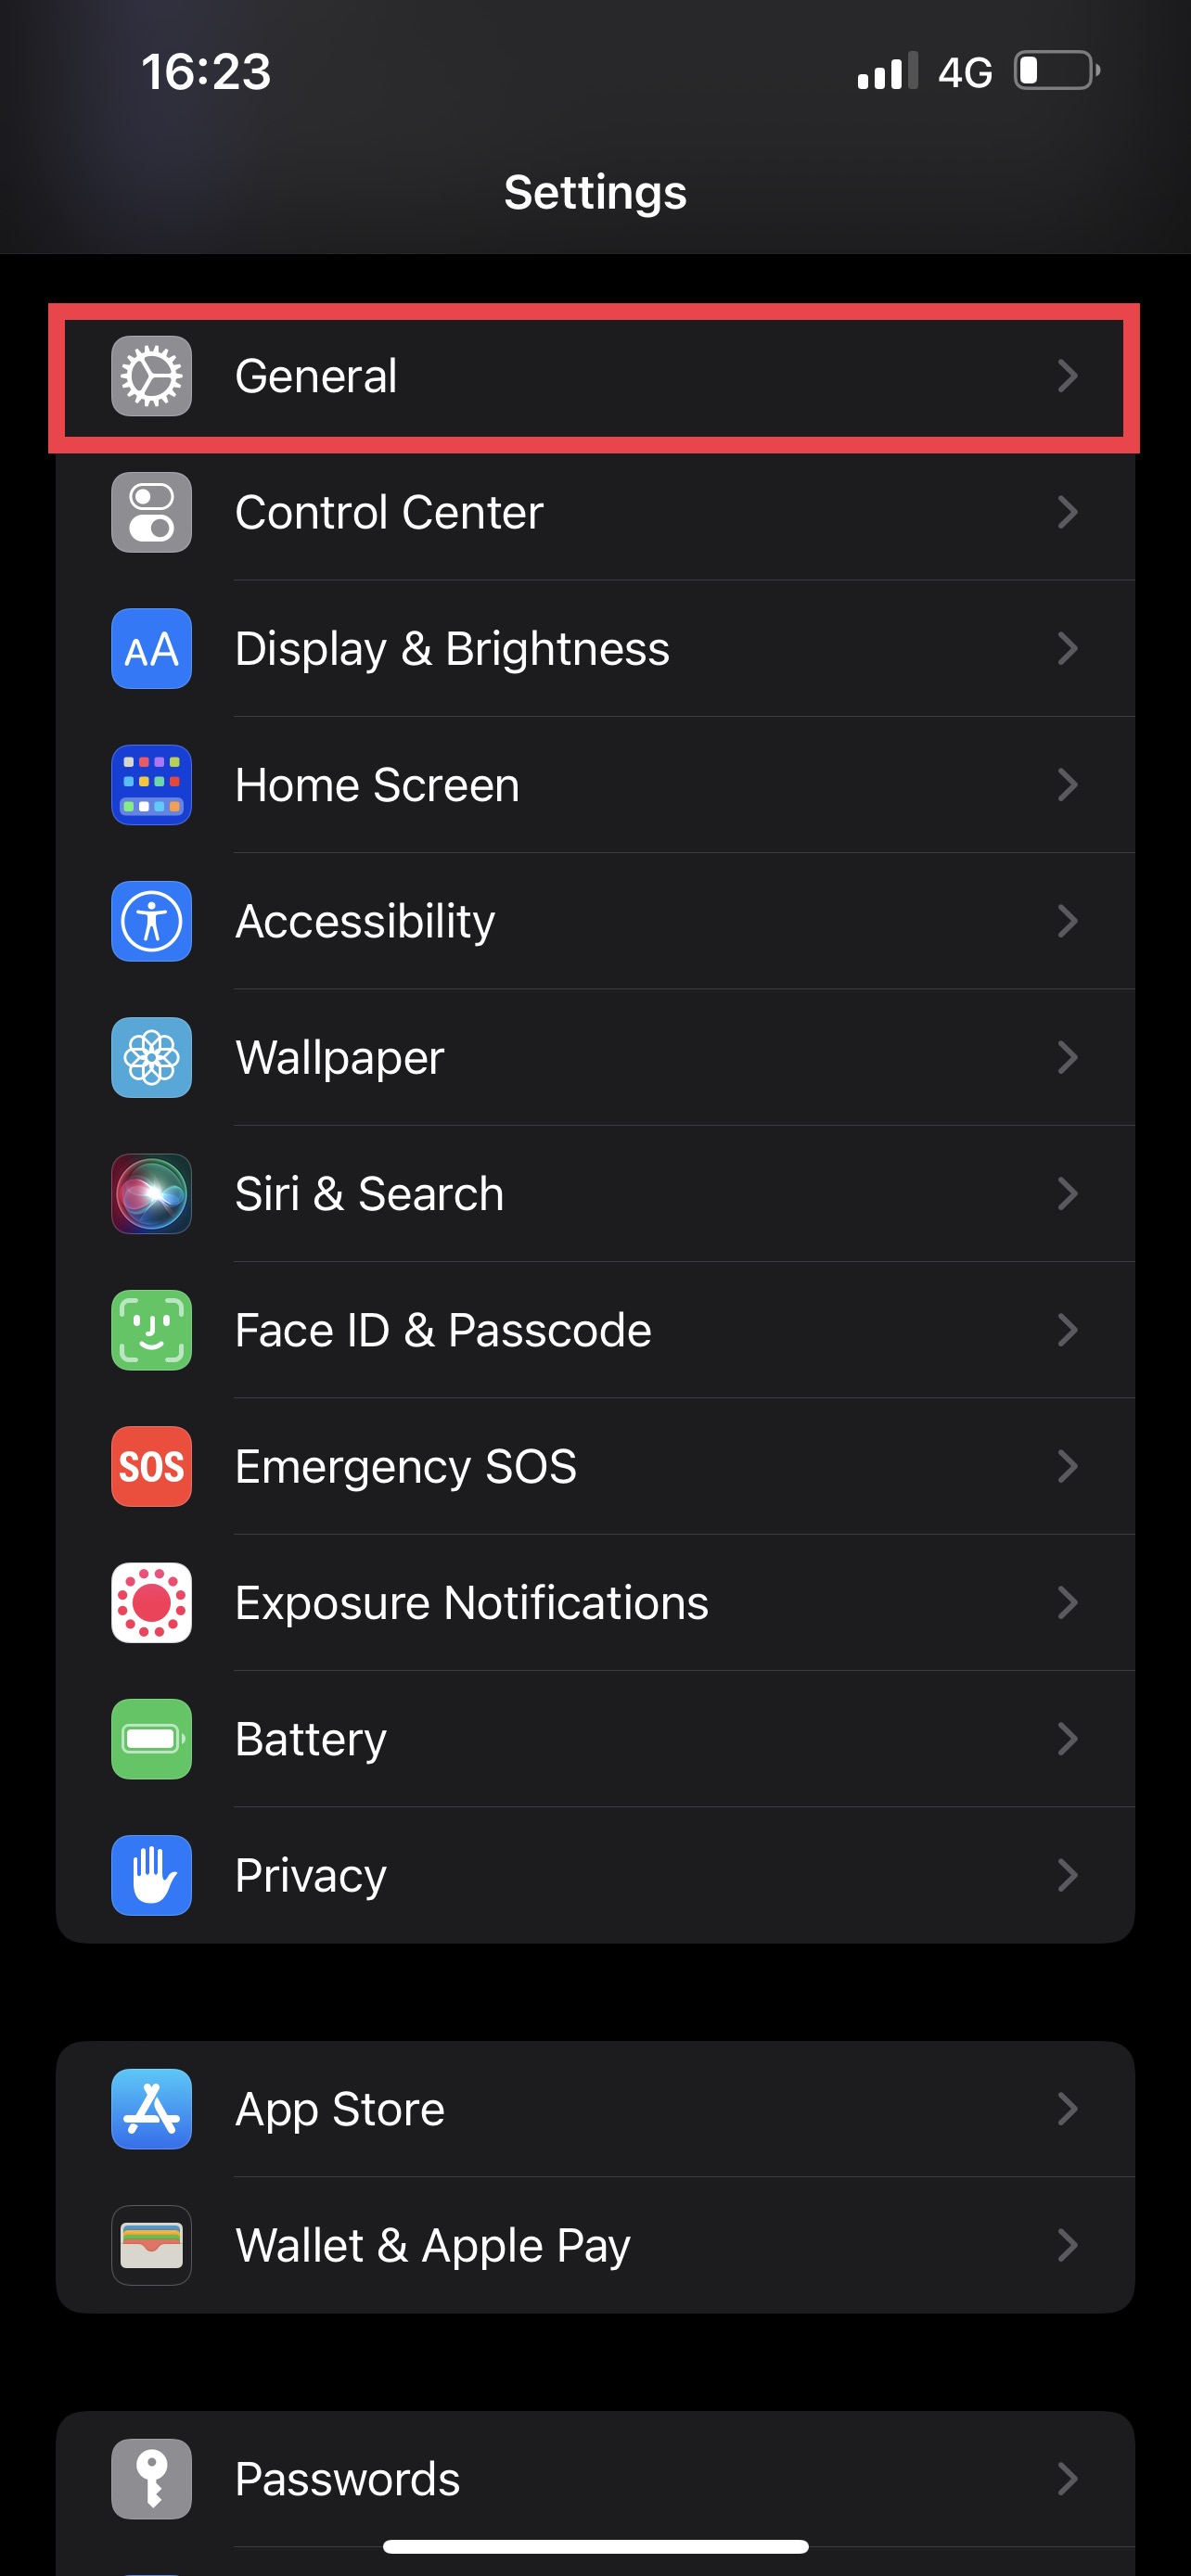 16:23 4G
Settings
General
Control Center
AA Display & Brightness
Home Screen
Accessibility
Wallpaper
Siri & Search
Face ID & Passcode
SOS Emergency SOS
Exposure Notifications
Battery
Privacy
App Store
Wallet & Apple Pay
Passwords